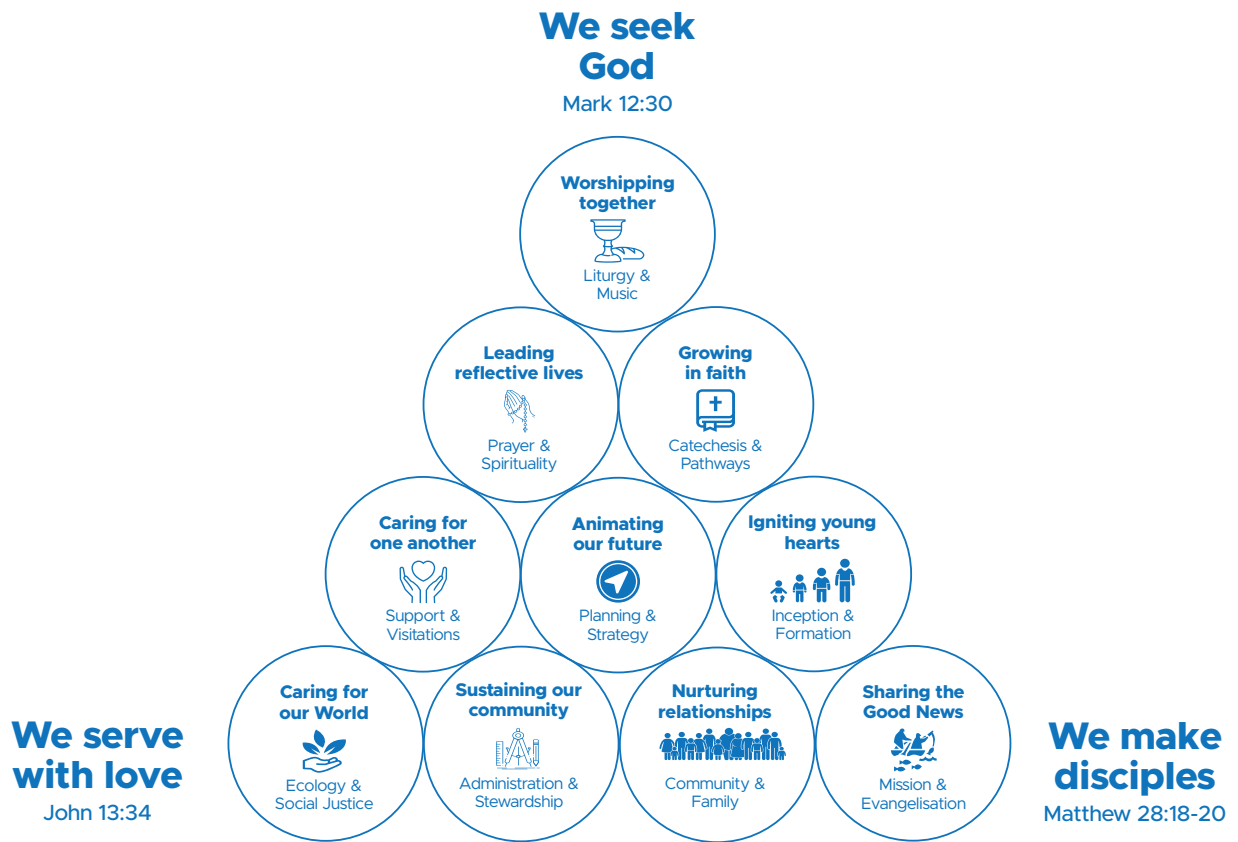 We seek
God
Mark 12:30
Worshipping
together
Liturgy &
Music
Leading
reflective lives
Prayer &
Spirituality
Growing
in faith
Catechesis &
Pathways
Caring for
one another
Support &
Visitations
Animating
our future
Planning &
Strategy
Igniting young
hearts
Inception &
Formation
Caring for
our World
Ecology &
Social Justice
Sustaining our
community
Administration &
Stewardship
Nurturing
relationships
Community &
Family
Sharing the
Good News
Mission &
Evangelisation
We serve
with love
John 13:34
We make
disciples
Matthew 28:18-20